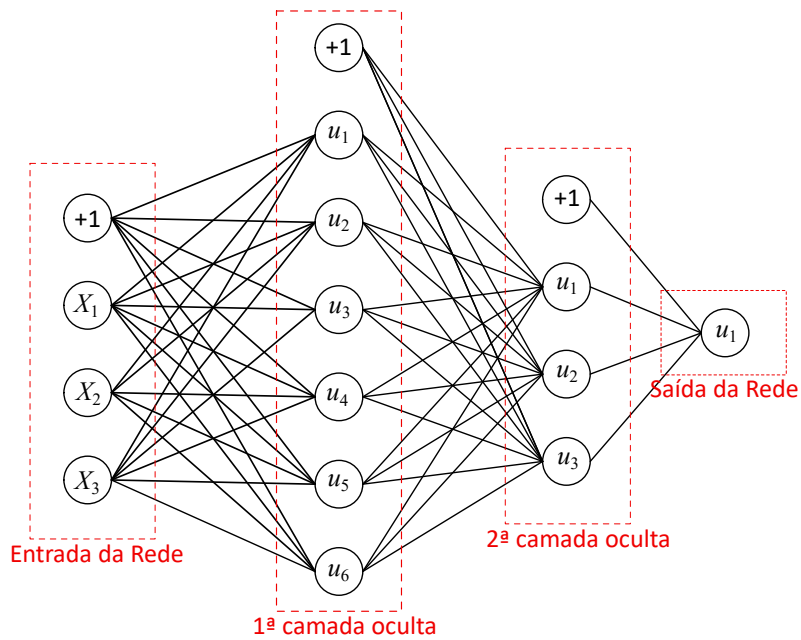 +1
X₁
X₂
X₃
Entrada da Rede
+1
u₁
u₂
u₃
u₄
u₅
u₆
1ª camada oculta
+1
u₁
u₂
u₃
2ª camada oculta
u₁
Saída da Rede